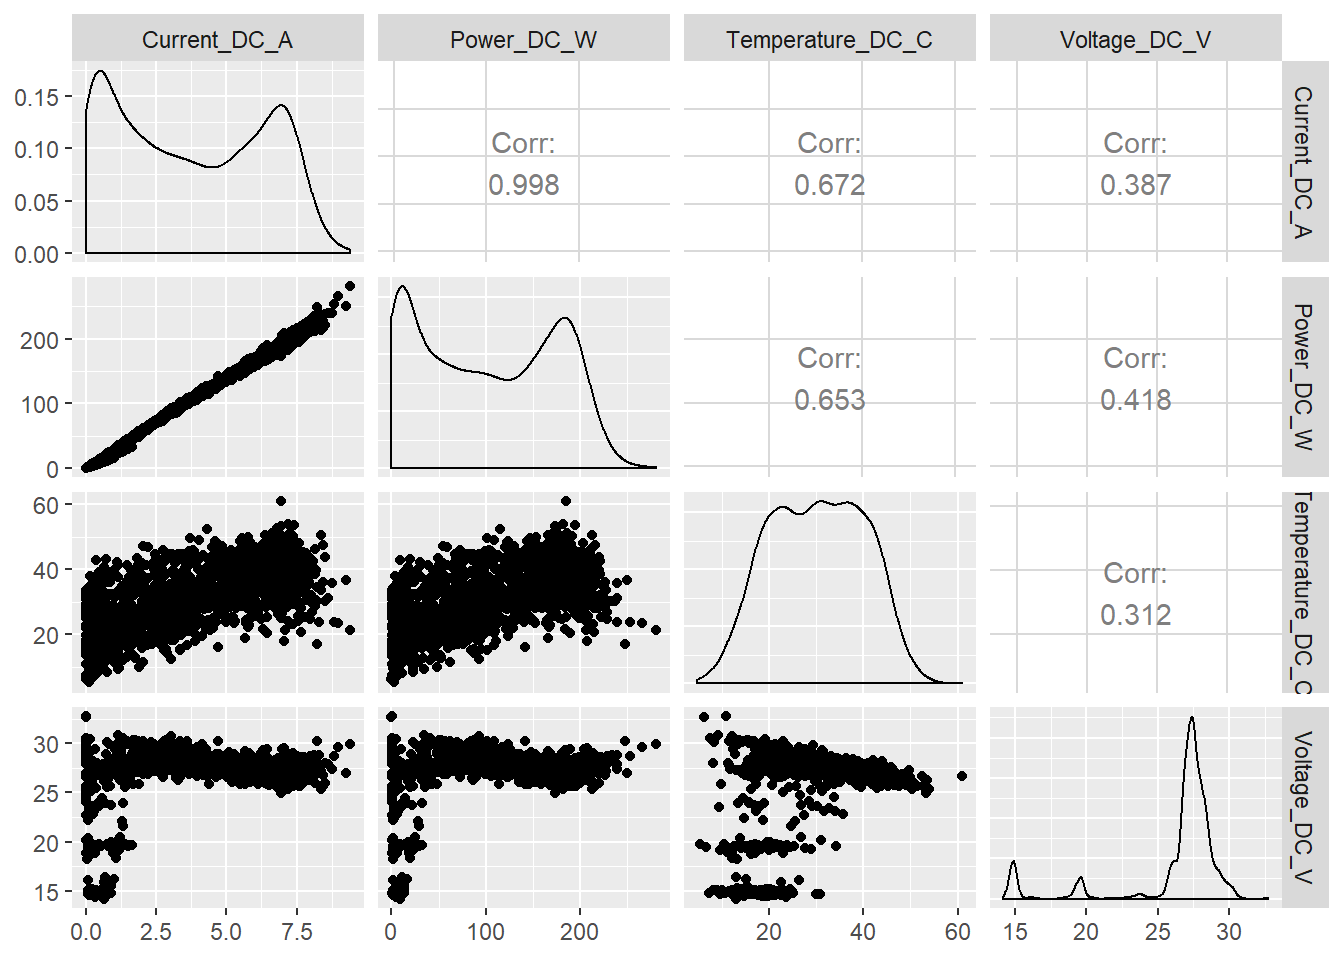 Current_DC_A
Power_DC_W
Temperature_DC_C
Voltage_DC_V
0.15
0.10
0.05
0.00
Corr:
0.998
Corr:
0.672
Corr:
0.387
Current_DC_A
200
100
0
Corr:
0.653
Corr:
0.418
Power_DC_W
60
40
20
Corr:
0.312
Temperature_DC_C
30
25
20
15
Voltage_DC_V
0.0 2.5 5.0 7.5
0 100 200
20 40 60
15 20 25 30